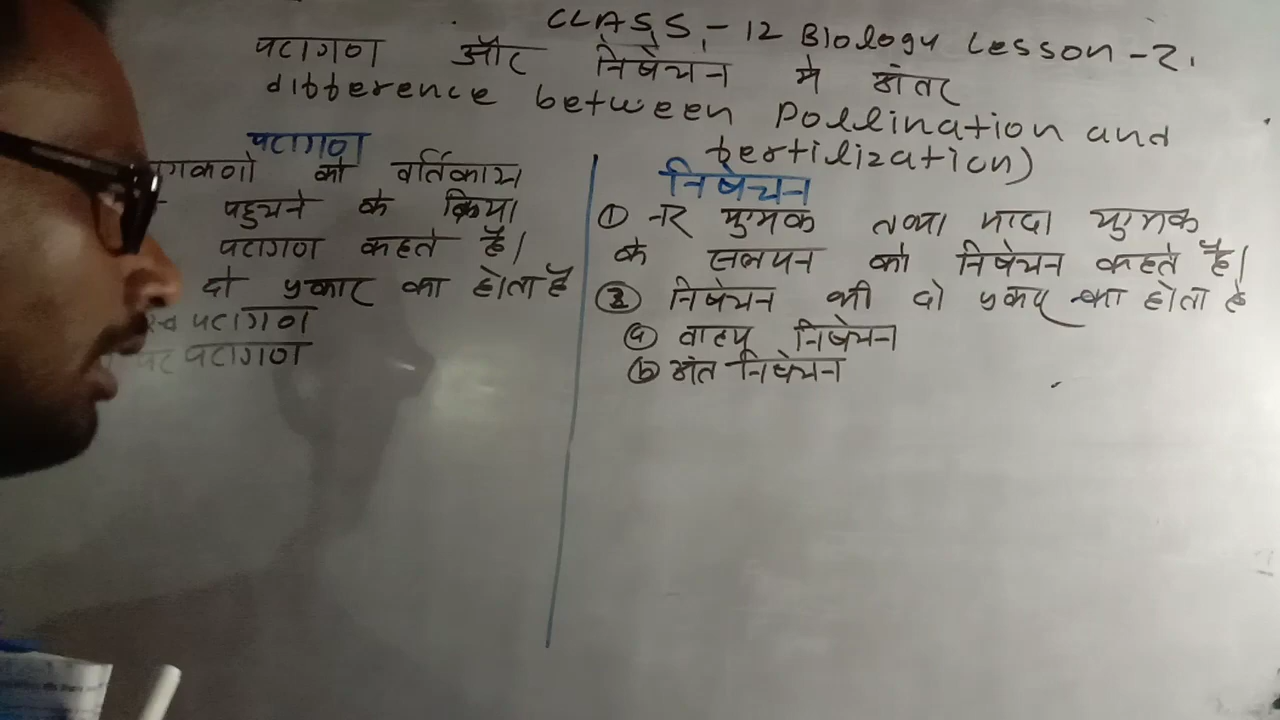 CLASS - 12 Biology Lesson - 2.
परागण और निषेचन मे अंतर
difference between Pollination and
fertilization)
परागण
को वर्तिकाग्र
पहुचने के क्रिया
परागण कहते है।
दो प्रकार का होता है
स्व परागण
पर परागण
निषेचन
① नर युग्मक तथा मादा युग्मक
के सलयन को निषेचन कहते है।
② निषेचन भी दो प्रकार का होता है
ⓐ वाह्य निषेचन
ⓑ अंत निषेचन